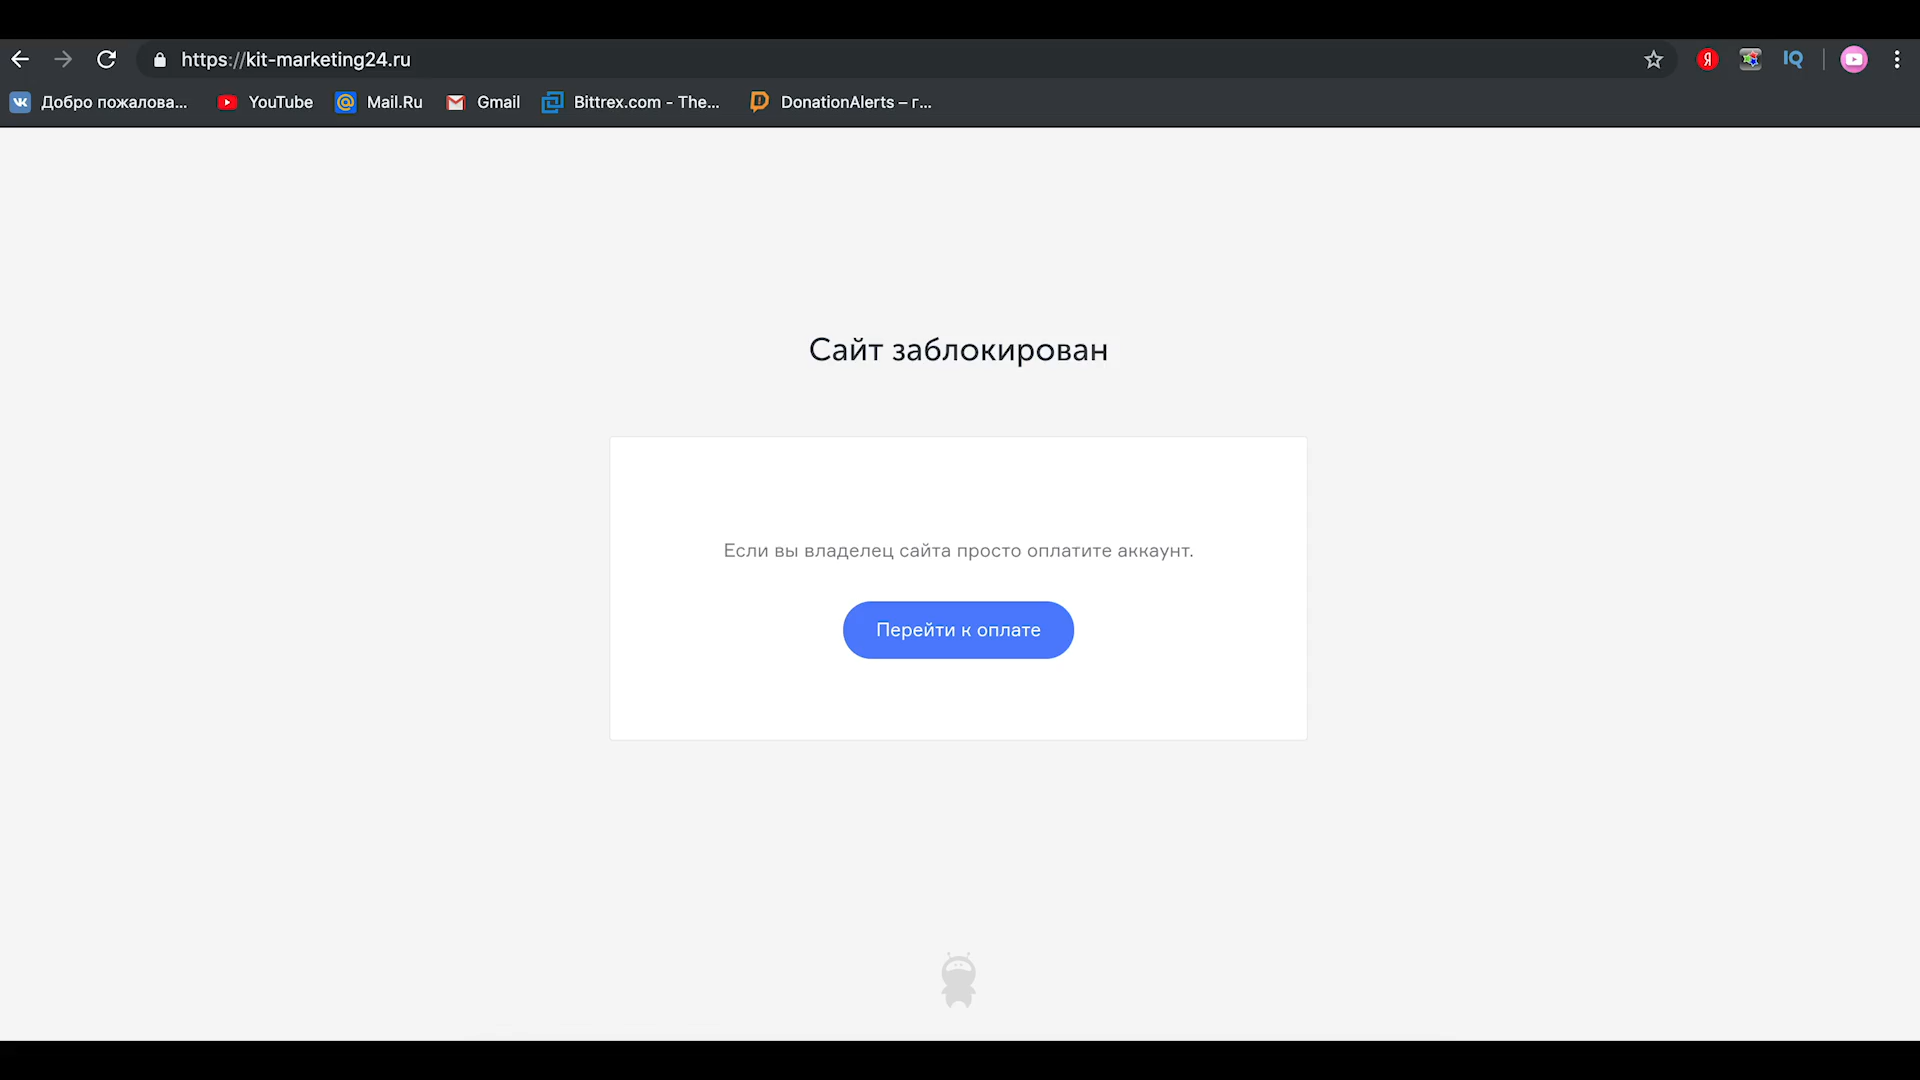 https://kit-marketing24.ru
Я
IQ
Добро пожалова... YouTube Mail.Ru Gmail Bittrex.com - The... DonationAlerts – г...
Сайт заблокирован
Если вы владелец сайта просто оплатите аккаунт.
Перейти к оплате